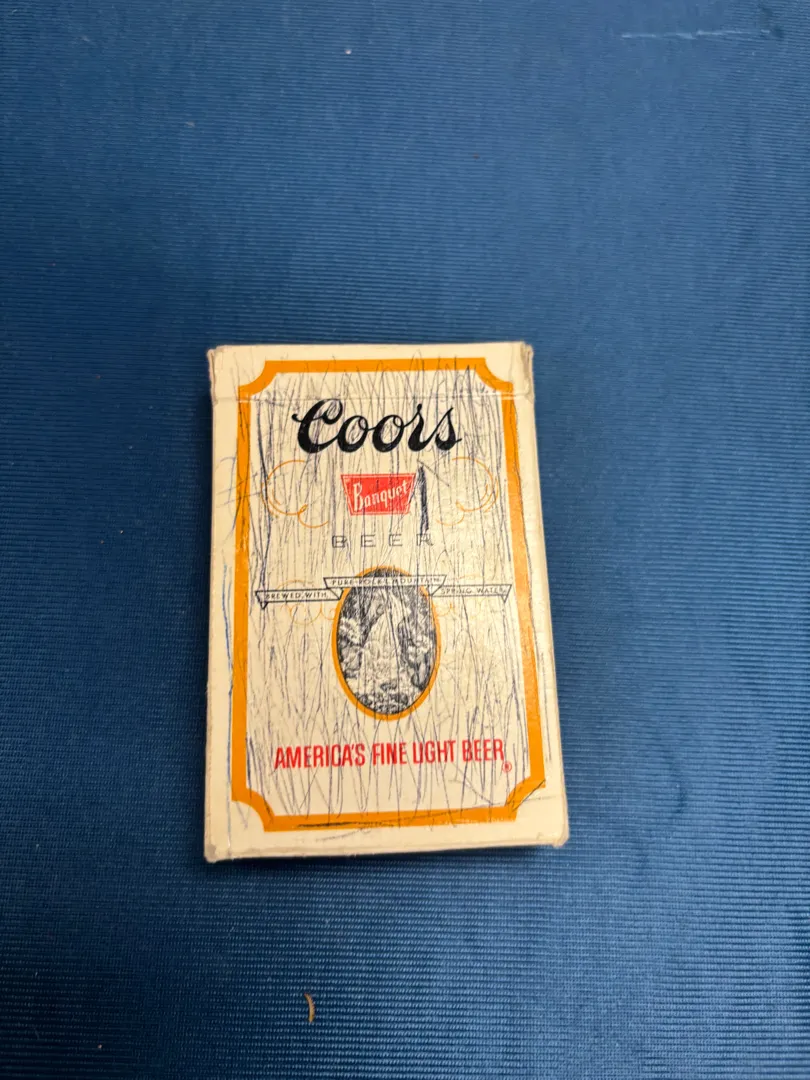 Coors
Banquet
BEER
PURE ROCKY MOUNTAIN
BREWED WITH SPRING WATER
AMERICA'S FINE LIGHT BEER
®